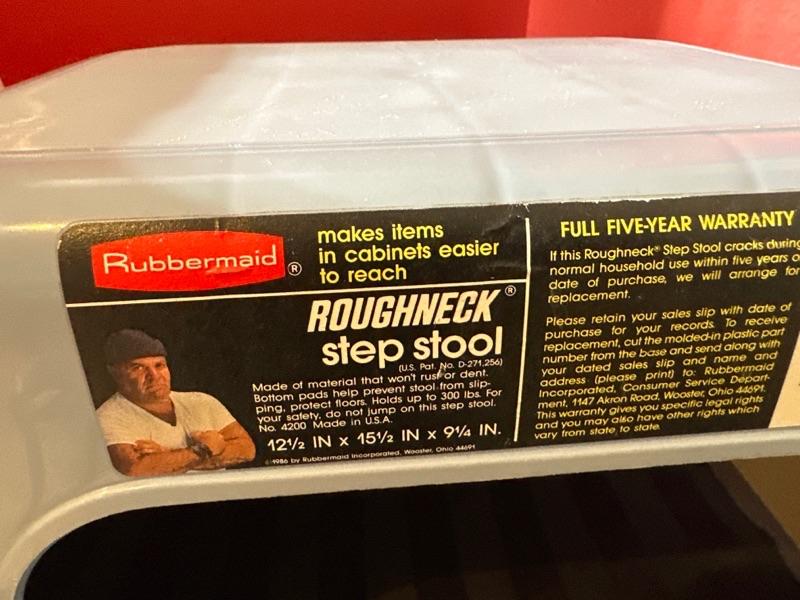 Rubbermaid ®
makes items
in cabinets easier
to reach
ROUGHNECK ®
step stool
(U.S. Pat. No. D-271,256)
Made of material that won't rust or dent.
Bottom pads help prevent stool from slip-
ping, protect floors. Holds up to 300 lbs. For
your safety, do not jump on this step stool.
No. 4200 Made in U.S.A.
12½ IN x 15½ IN x 9¼ IN.
©1986 by Rubbermaid Incorporated, Wooster, Ohio 44691
FULL FIVE-YEAR WARRANTY
If this Roughneck® Step Stool cracks during
normal household use within five years o
date of purchase, we will arrange for
replacement.
Please retain your sales slip with date of
purchase for your records. To receive
replacement, cut the molded-in plastic part
number from the base and send along with
your dated sales slip and name and
address (please print) to: Rubbermaid
Incorporated, Consumer Service Depart-
ment, 1147 Akron Road, Wooster, Ohio 44691.
This warranty gives you specific legal rights
and you may also have other rights which
vary from state to state.